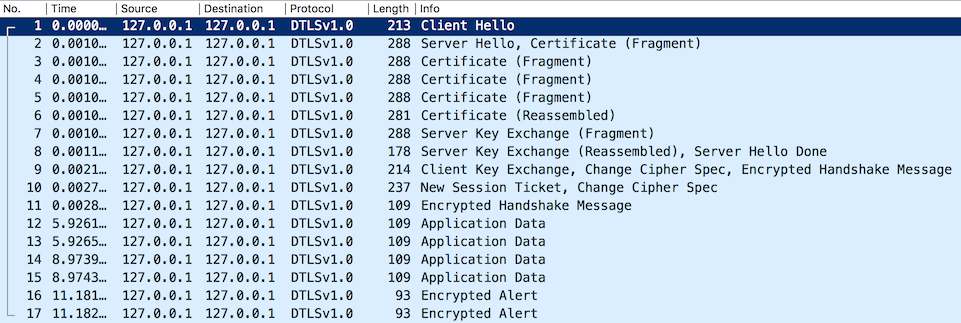 No. Time Source Destination Protocol Length Info
1 0.0000… 127.0.0.1 127.0.0.1 DTLSv1.0 213 Client Hello
2 0.0010… 127.0.0.1 127.0.0.1 DTLSv1.0 288 Server Hello, Certificate (Fragment)
3 0.0010… 127.0.0.1 127.0.0.1 DTLSv1.0 288 Certificate (Fragment)
4 0.0010… 127.0.0.1 127.0.0.1 DTLSv1.0 288 Certificate (Fragment)
5 0.0010… 127.0.0.1 127.0.0.1 DTLSv1.0 288 Certificate (Fragment)
6 0.0010… 127.0.0.1 127.0.0.1 DTLSv1.0 281 Certificate (Reassembled)
7 0.0010… 127.0.0.1 127.0.0.1 DTLSv1.0 288 Server Key Exchange (Fragment)
8 0.0011… 127.0.0.1 127.0.0.1 DTLSv1.0 178 Server Key Exchange (Reassembled), Server Hello Done
9 0.0021… 127.0.0.1 127.0.0.1 DTLSv1.0 214 Client Key Exchange, Change Cipher Spec, Encrypted Handshake Message
10 0.0027… 127.0.0.1 127.0.0.1 DTLSv1.0 237 New Session Ticket, Change Cipher Spec
11 0.0028… 127.0.0.1 127.0.0.1 DTLSv1.0 109 Encrypted Handshake Message
12 5.9261… 127.0.0.1 127.0.0.1 DTLSv1.0 109 Application Data
13 5.9265… 127.0.0.1 127.0.0.1 DTLSv1.0 109 Application Data
14 8.9739… 127.0.0.1 127.0.0.1 DTLSv1.0 109 Application Data
15 8.9743… 127.0.0.1 127.0.0.1 DTLSv1.0 109 Application Data
16 11.181… 127.0.0.1 127.0.0.1 DTLSv1.0 93 Encrypted Alert
17 11.182… 127.0.0.1 127.0.0.1 DTLSv1.0 93 Encrypted Alert